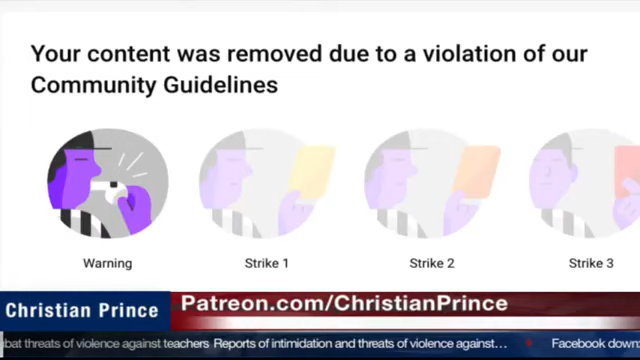 Your content was removed due to a violation of our
Community Guidelines
Warning
Strike 1
Strike 2
Strike 3
Christian Prince
Patreon.com/ChristianPrince
threats of violence against teachers Reports of intimidation and threats of violence against… Facebook down